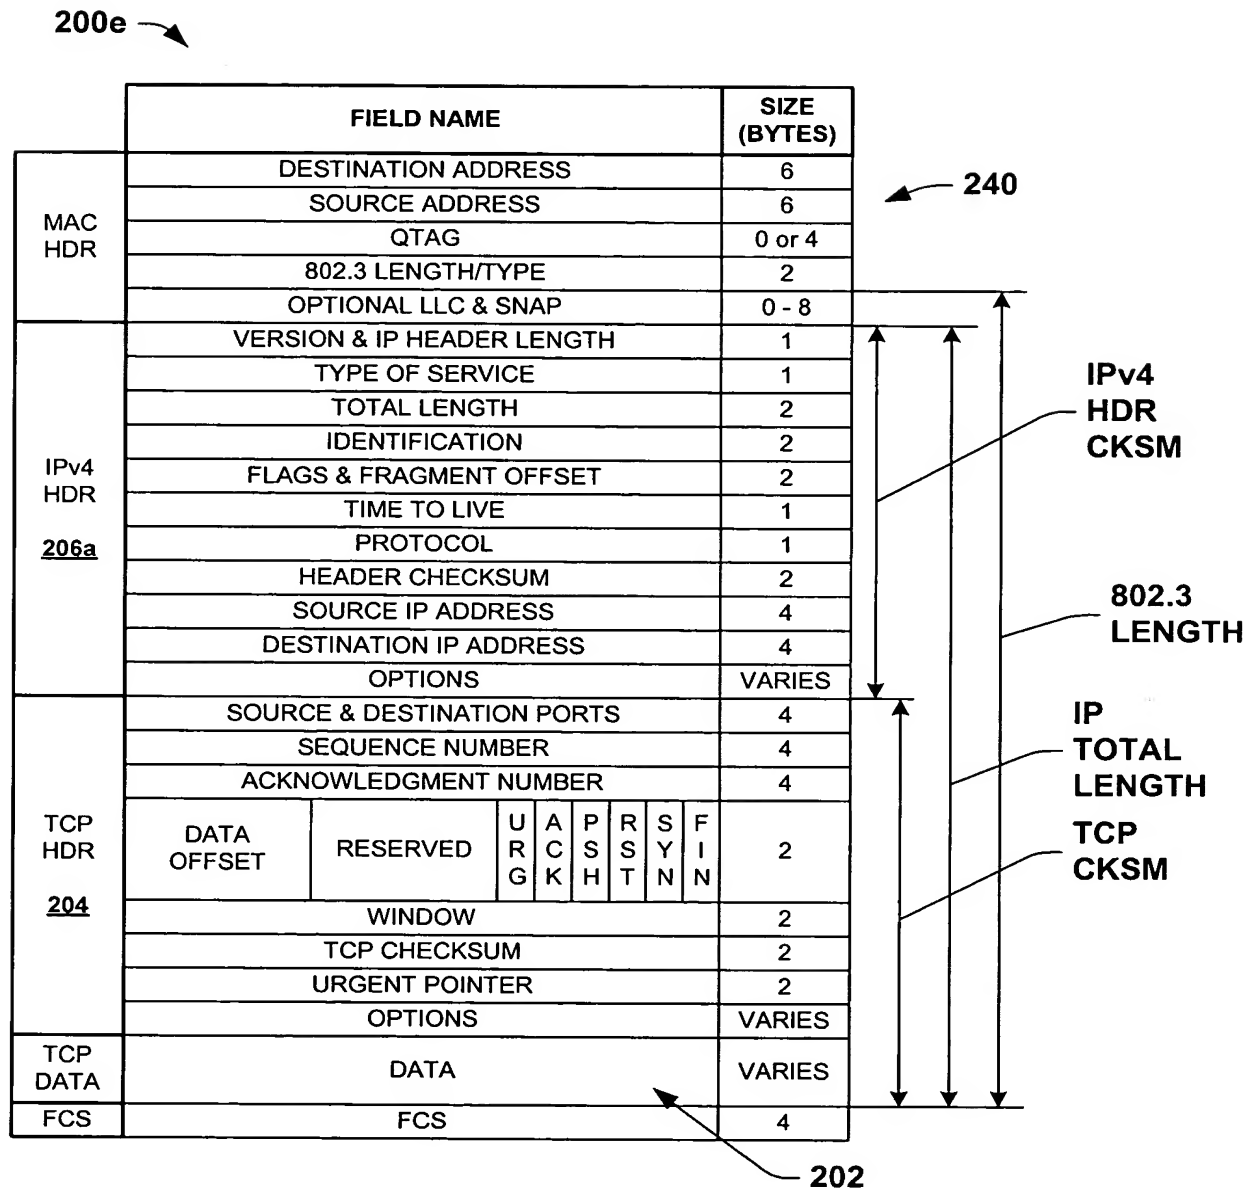 200e
FIELD NAME
SIZE
(BYTES)
MAC
HDR
DESTINATION ADDRESS 6
SOURCE ADDRESS 6
QTAG 0 or 4
802.3 LENGTH/TYPE 2
OPTIONAL LLC & SNAP 0 - 8
240
IPv4
HDR
206a
VERSION & IP HEADER LENGTH 1
TYPE OF SERVICE 1
TOTAL LENGTH 2
IDENTIFICATION 2
FLAGS & FRAGMENT OFFSET 2
TIME TO LIVE 1
PROTOCOL 1
HEADER CHECKSUM 2
SOURCE IP ADDRESS 4
DESTINATION IP ADDRESS 4
OPTIONS VARIES
TCP
HDR
204
SOURCE & DESTINATION PORTS 4
SEQUENCE NUMBER 4
ACKNOWLEDGMENT NUMBER 4
DATA
OFFSET
RESERVED
URG
ACK
PSH
RST
SYN
FIN
2
WINDOW 2
TCP CHECKSUM 2
URGENT POINTER 2
OPTIONS VARIES
TCP
DATA
DATA VARIES
FCS FCS 4
IPv4
HDR
CKSM
802.3
LENGTH
IP
TOTAL
LENGTH
TCP
CKSM
202